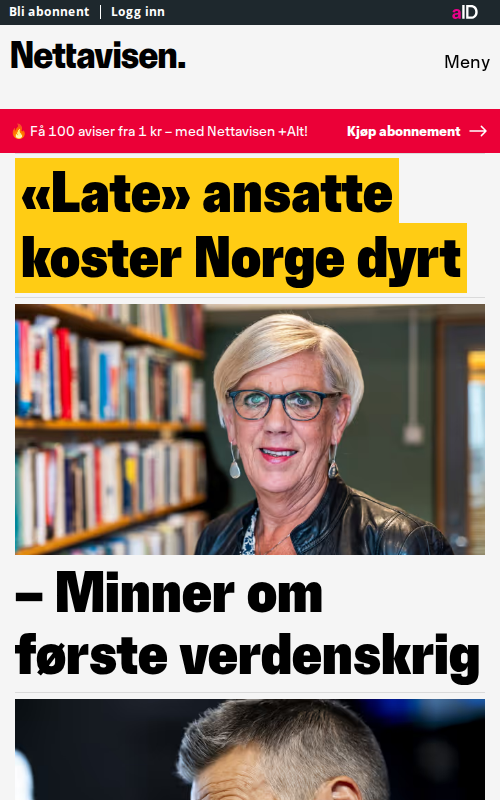 Bli abonnent | Logg inn
aID
Nettavisen.
Meny
🔥 Få 100 aviser fra 1 kr – med Nettavisen +Alt!
Kjøp abonnement →
«Late» ansatte
koster Norge dyrt
– Minner om
første verdenskrig